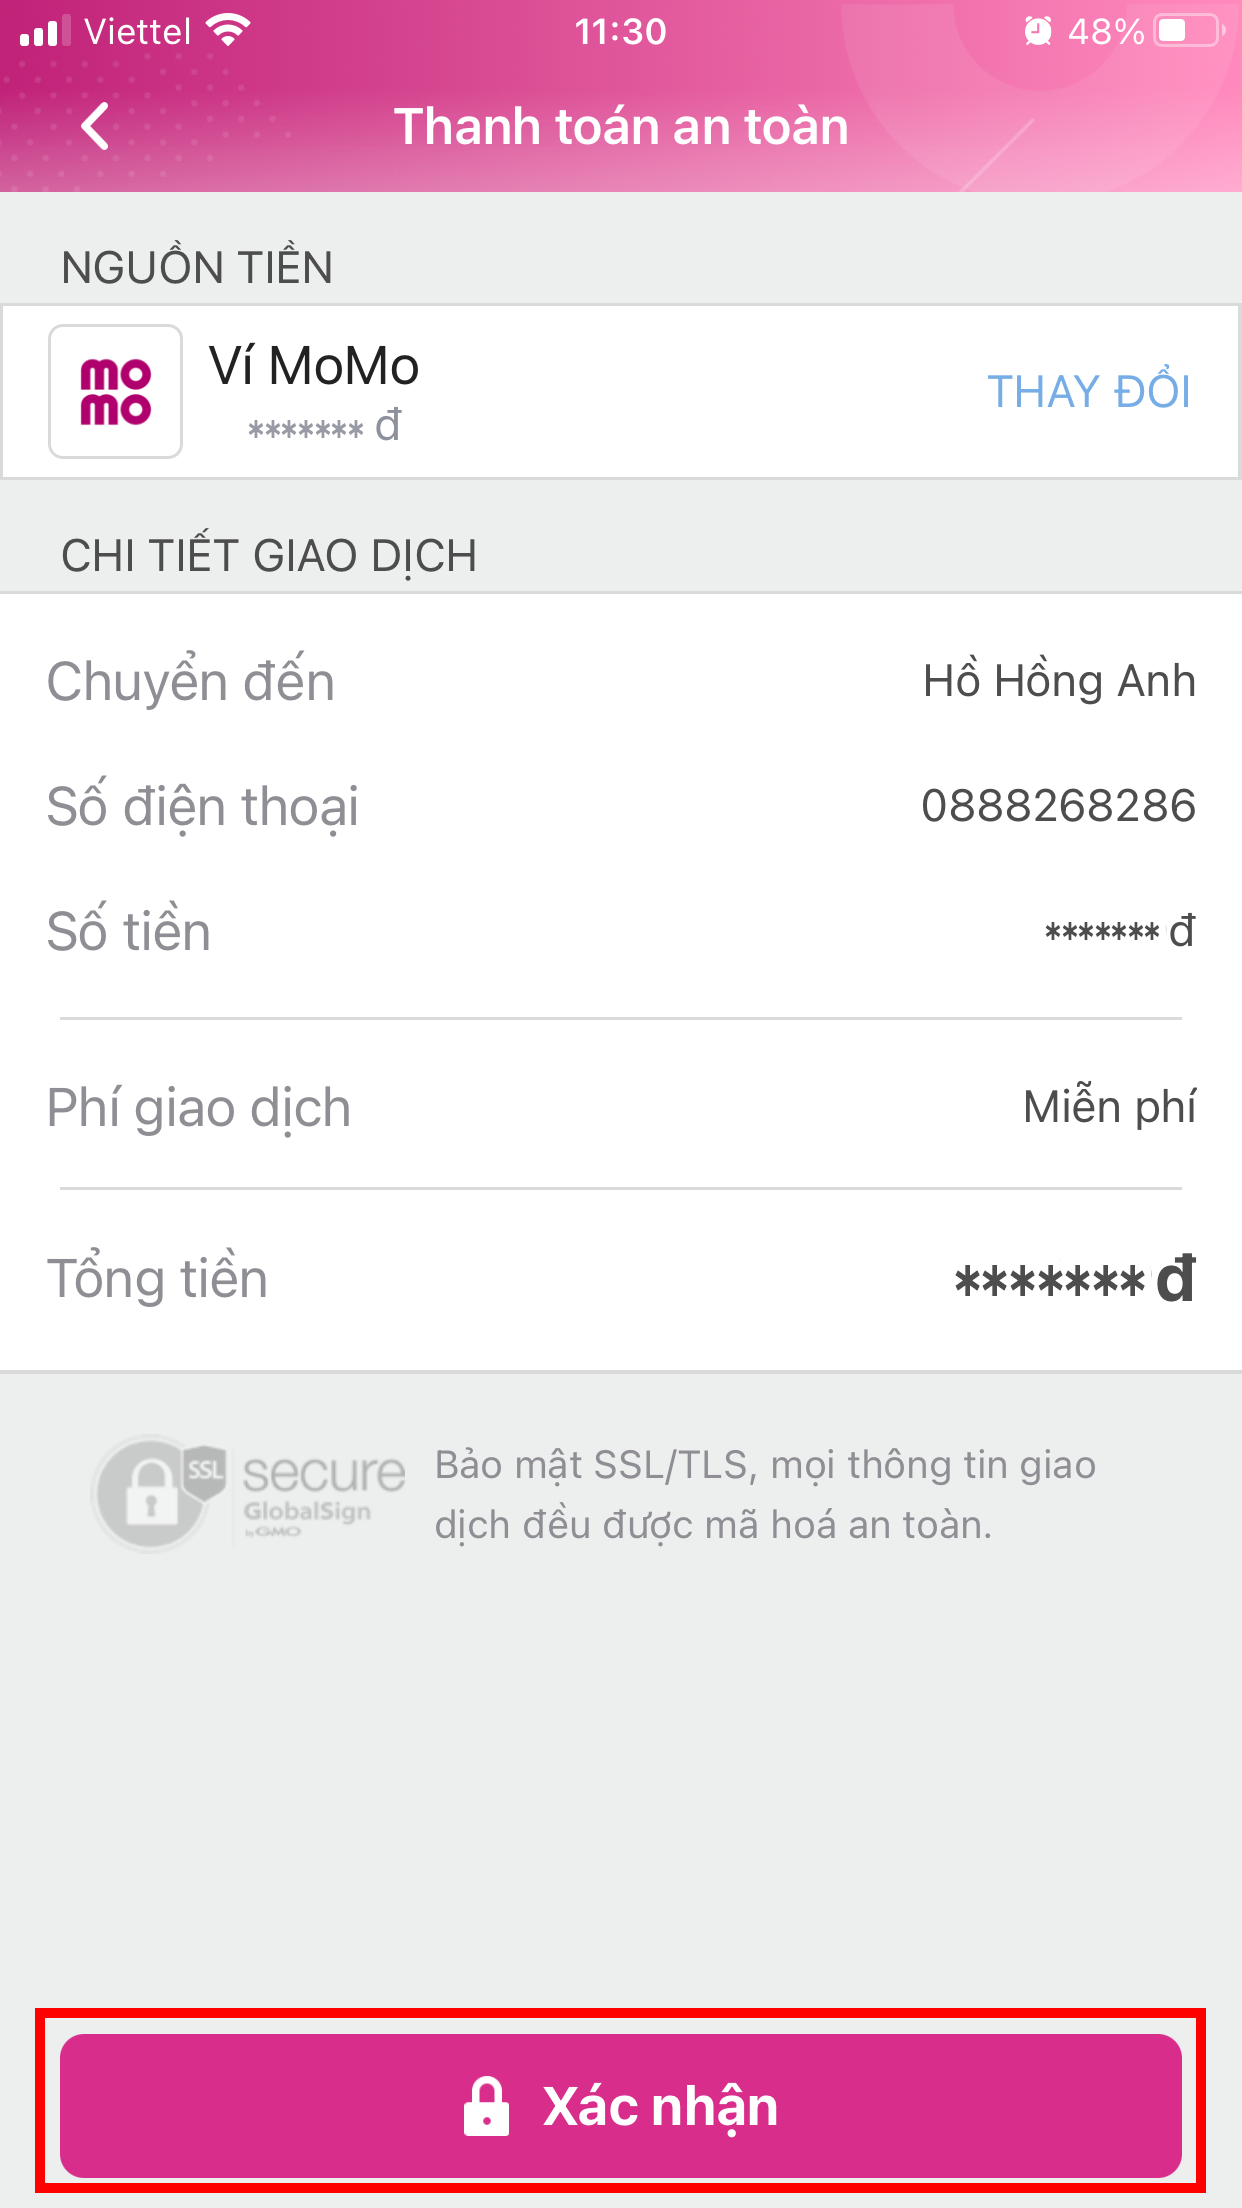 Viettel 11:30 48%
Thanh toán an toàn
NGUỒN TIỀN
mo
mo
Ví MoMo
******* đ
THAY ĐỔI
CHI TIẾT GIAO DỊCH
Chuyển đến Hồ Hồng Anh
Số điện thoại 0888268286
Số tiền ******* đ
Phí giao dịch Miễn phí
Tổng tiền ******* đ
SSL
secure
GlobalSign
by GMO
Bảo mật SSL/TLS, mọi thông tin giao
dịch đều được mã hoá an toàn.
Xác nhận